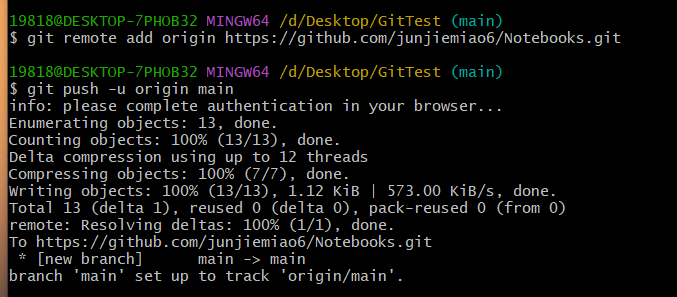 19818@DESKTOP-7PHOB32 MINGW64 /d/Desktop/GitTest (main)
$ git remote add origin https://github.com/junjiemiao6/Notebooks.git
19818@DESKTOP-7PHOB32 MINGW64 /d/Desktop/GitTest (main)
$ git push -u origin main
info: please complete authentication in your browser...
Enumerating objects: 13, done.
Counting objects: 100% (13/13), done.
Delta compression using up to 12 threads
Compressing objects: 100% (7/7), done.
Writing objects: 100% (13/13), 1.12 KiB | 573.00 KiB/s, done.
Total 13 (delta 1), reused 0 (delta 0), pack-reused 0 (from 0)
remote: Resolving deltas: 100% (1/1), done.
To https://github.com/junjiemiao6/Notebooks.git
 * [new branch]      main -> main
branch 'main' set up to track 'origin/main'.